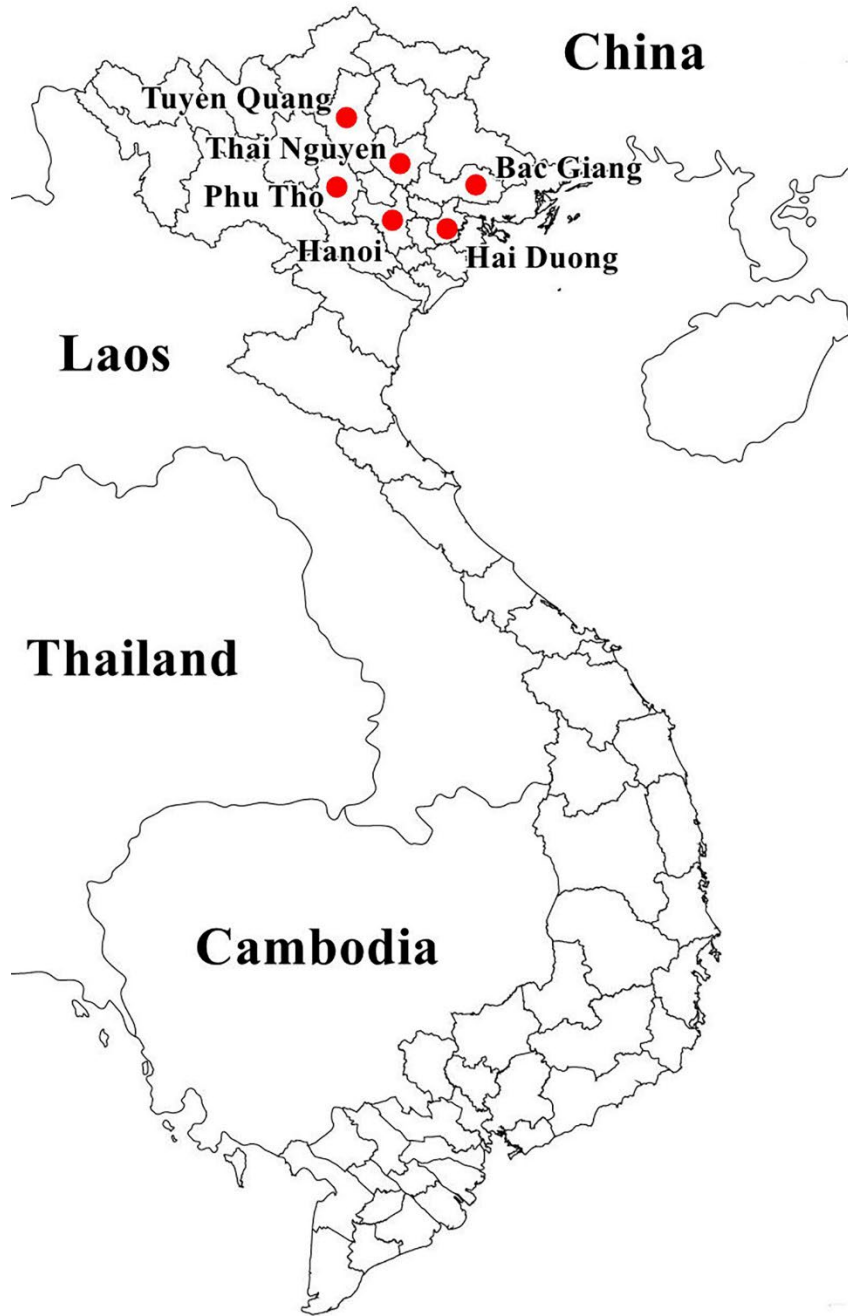 China
Tuyen Quang
Thai Nguyen
Bac Giang
Phu Tho
Hanoi
Hai Duong
Laos
Thailand
Cambodia